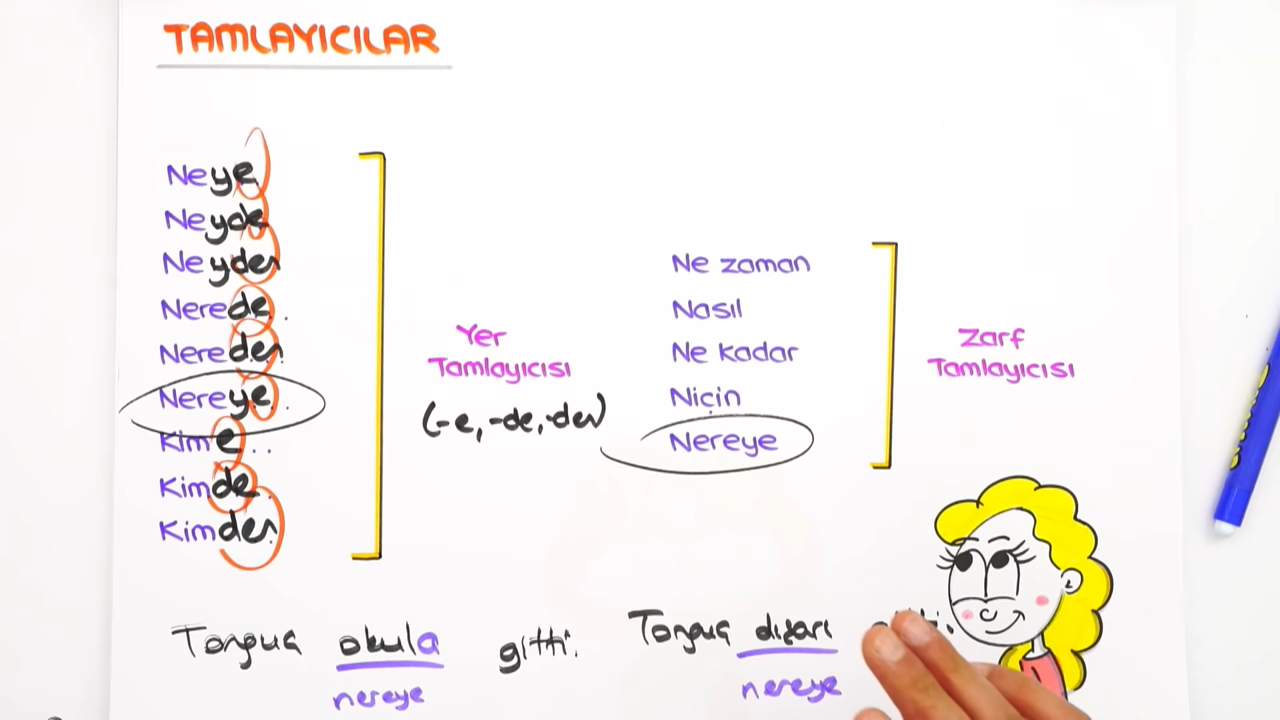 TAMLAYICILAR
Neye
Neyde
Neyden
Nerede
Nereden
Nereye
Kime
Kimde
Kimden
Yer
Tamlayıcısı
(-e, -de, -den)
Ne zaman
Nasıl
Ne kadar
Niçin
Nereye
Zarf
Tamlayıcısı
Tonguç okula gitti.
nereye
Tonguç dışarı
nereye